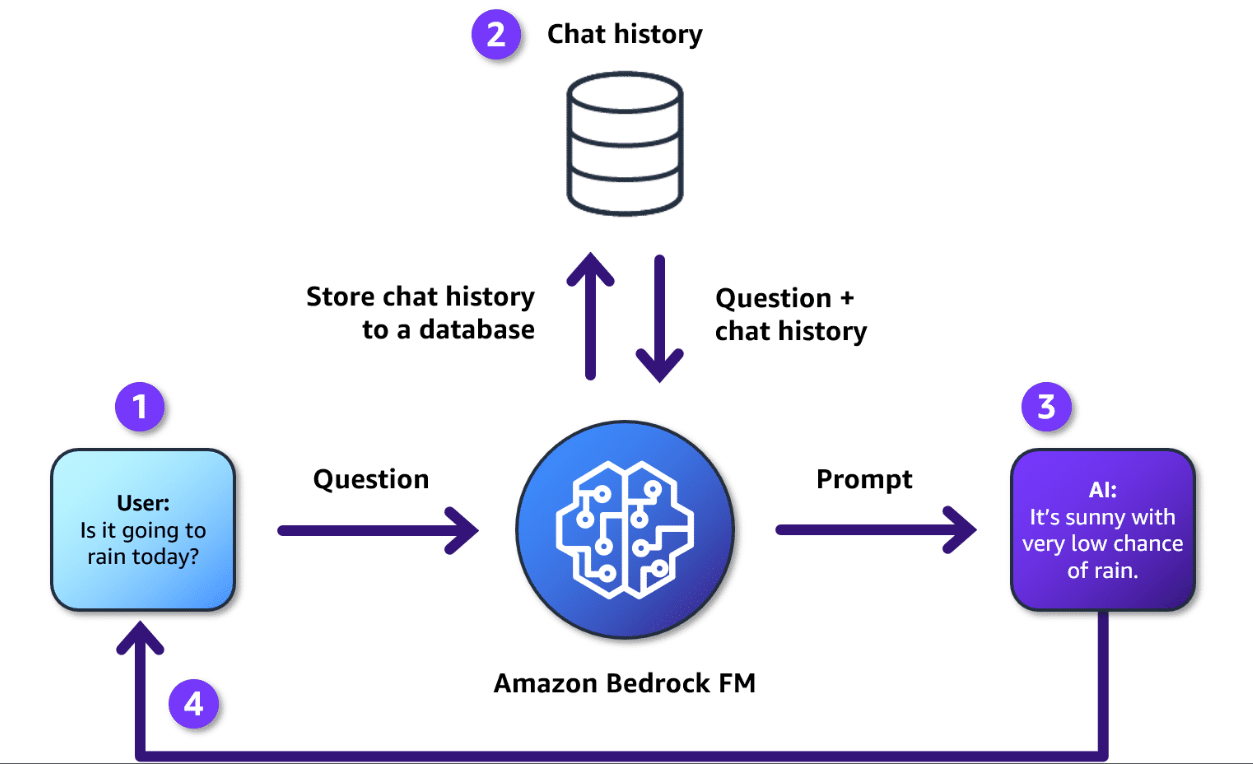 2
Chat history
Store chat history
to a database
Question +
chat history
1
User:
Is it going to
rain today?
Question
Amazon Bedrock FM
Prompt
3
AI:
It's sunny with
very low chance
of rain.
4